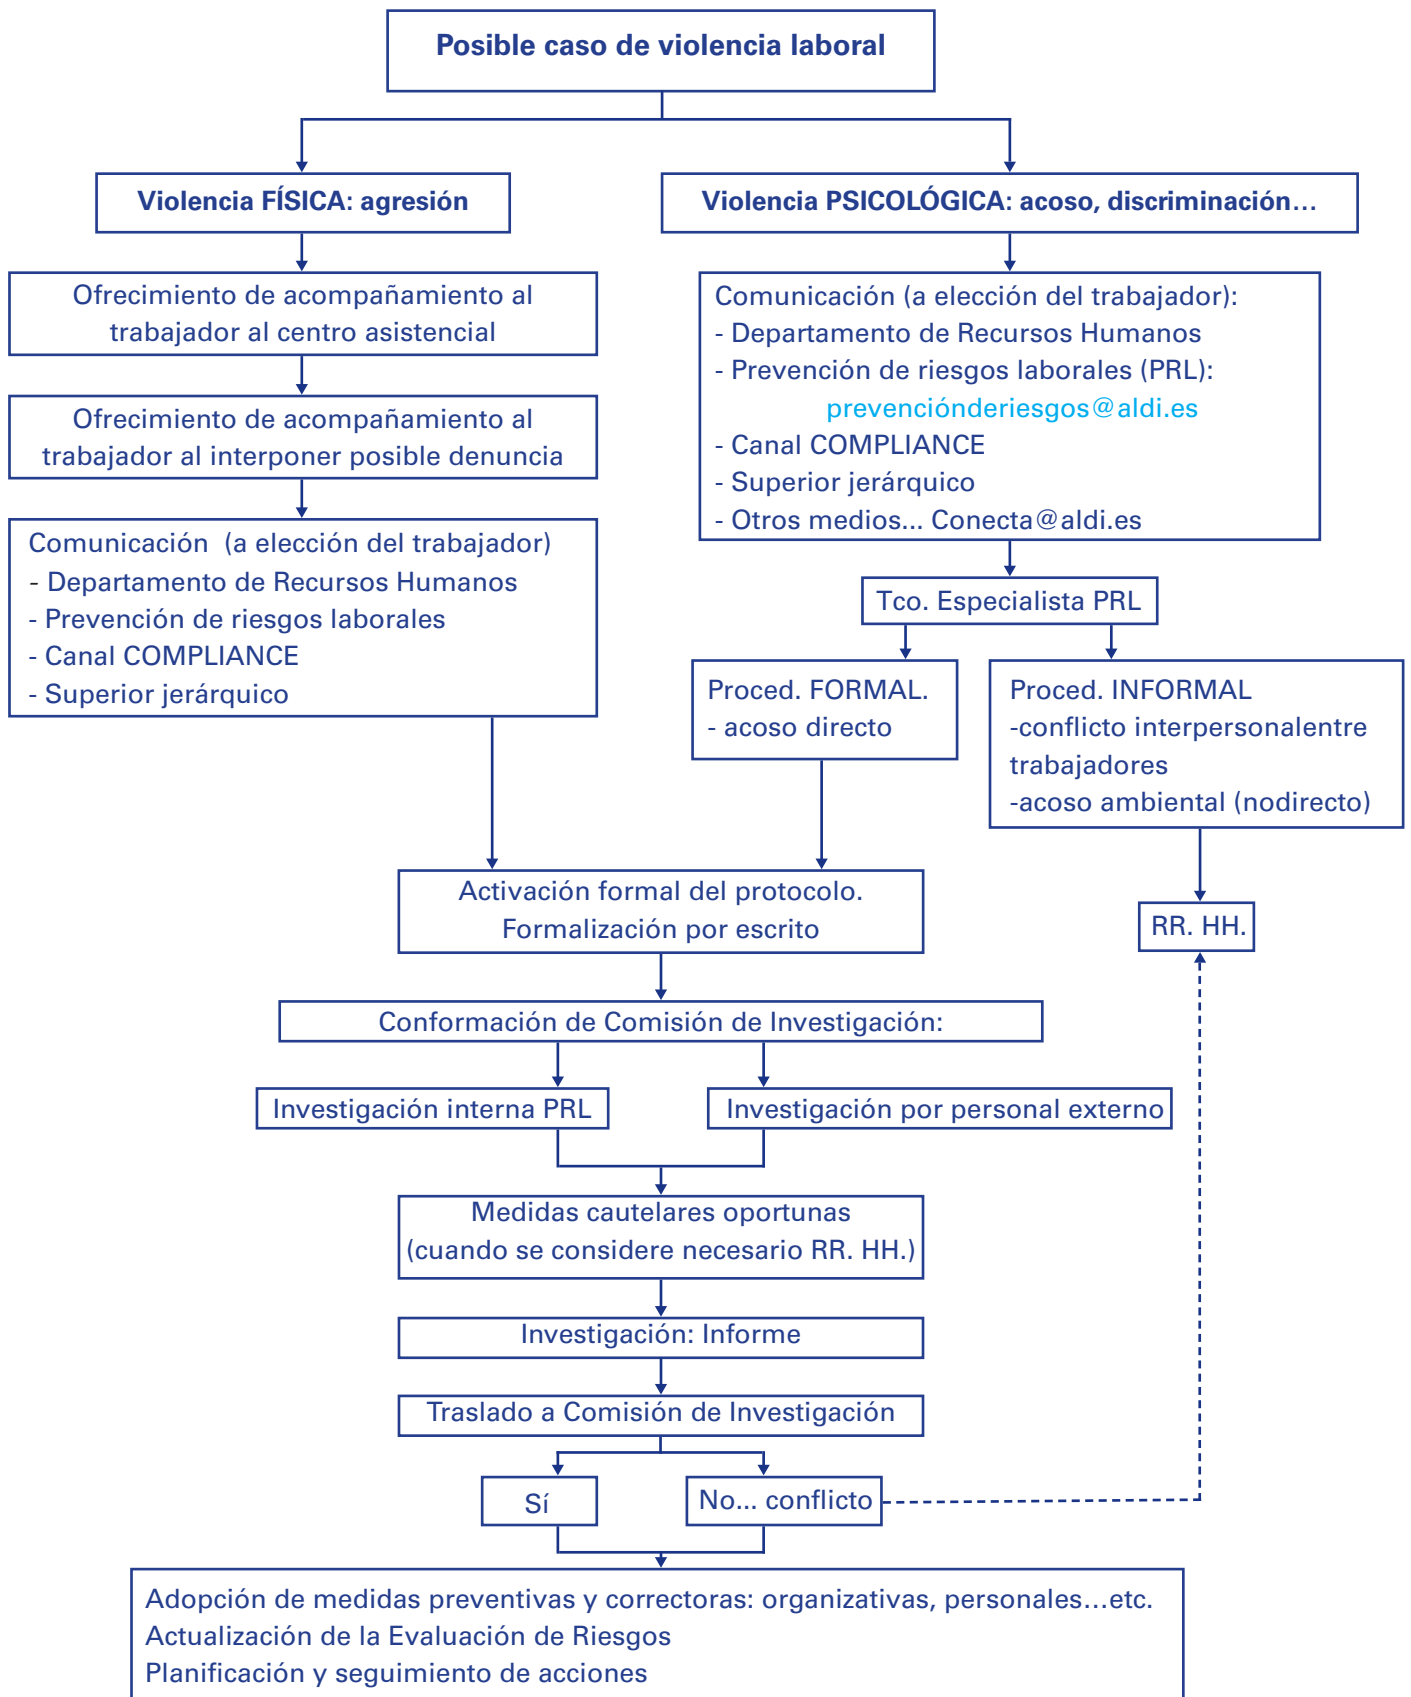 Posible caso de violencia laboral
Violencia FÍSICA: agresión
Violencia PSICOLÓGICA: acoso, discriminación…
Ofrecimiento de acompañamiento al
trabajador al centro asistencial
Ofrecimiento de acompañamiento al
trabajador al interponer posible denuncia
Comunicación (a elección del trabajador)
- Departamento de Recursos Humanos
- Prevención de riesgos laborales
- Canal COMPLIANCE
- Superior jerárquico
Comunicación (a elección del trabajador):
- Departamento de Recursos Humanos
- Prevención de riesgos laborales (PRL):
prevenciónderiesgos@aldi.es
- Canal COMPLIANCE
- Superior jerárquico
- Otros medios... Conecta@aldi.es
Tco. Especialista PRL
Proced. FORMAL.
- acoso directo
Proced. INFORMAL
-conflicto interpersonalentre
trabajadores
-acoso ambiental (nodirecto)
Activación formal del protocolo.
Formalización por escrito
RR. HH.
Conformación de Comisión de Investigación:
Investigación interna PRL
Investigación por personal externo
Medidas cautelares oportunas
(cuando se considere necesario RR. HH.)
Investigación: Informe
Traslado a Comisión de Investigación
Sí
No... conflicto
Adopción de medidas preventivas y correctoras: organizativas, personales…etc.
Actualización de la Evaluación de Riesgos
Planificación y seguimiento de acciones